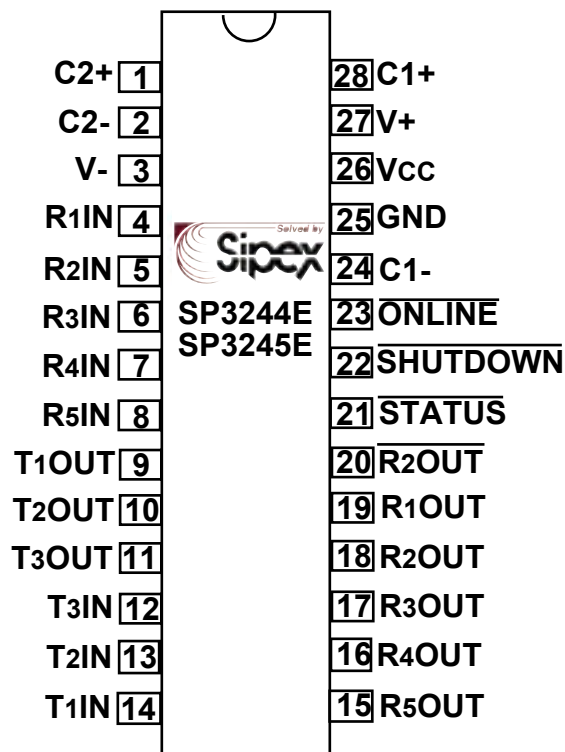 C2+ 1 28 C1+
C2- 2 27 V+
V- 3 26 VCC
R1IN 4 25 GND
Solved by
Sipex
R2IN 5 24 C1-
R3IN 6 SP3244E 23 ONLINE
SP3245E
R4IN 7 22 SHUTDOWN
R5IN 8 21 STATUS
T1OUT 9 20 R2OUT
T2OUT 10 19 R1OUT
T3OUT 11 18 R2OUT
T3IN 12 17 R3OUT
T2IN 13 16 R4OUT
T1IN 14 15 R5OUT